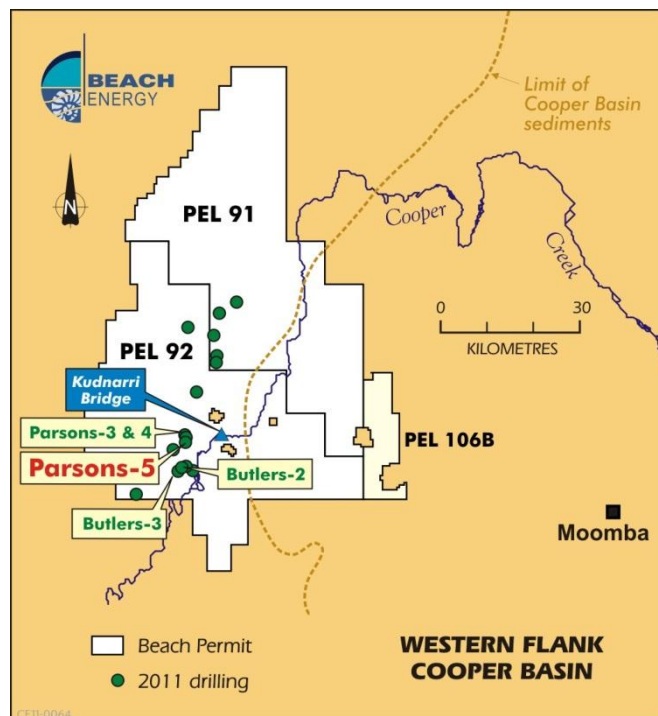 BEACH
ENERGY
Limit of
Cooper Basin
sediments
N
PEL 91
Cooper
Creek
0
30
KILOMETRES
PEL 92
Kudnarri
Bridge
Parsons-3 & 4
PEL 106B
Parsons-5
Butlers-2
Butlers-3
Moomba
Beach Permit
2011 drilling
WESTERN FLANK
COOPER BASIN